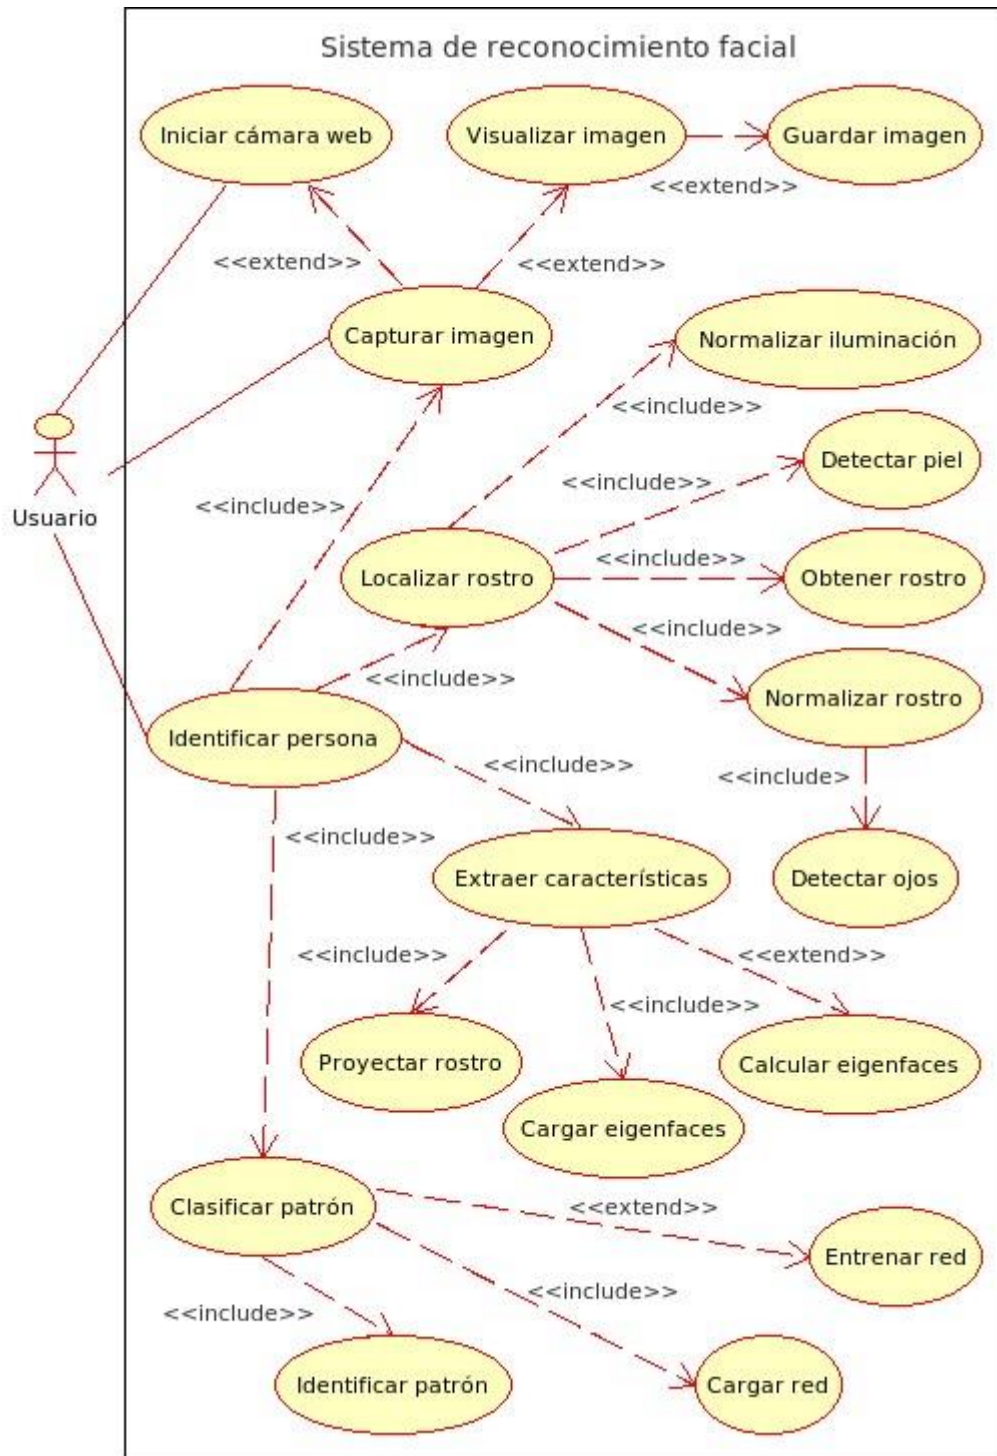 Sistema de reconocimiento facial
Iniciar cámara web
Visualizar imagen
Guardar imagen
<<extend>>
<<extend>>
<<extend>>
Capturar imagen
Normalizar iluminación
<<include>>
Detectar piel
<<include>>
<<include>>
Usuario
<<include>>
Localizar rostro
Obtener rostro
<<include>>
<<include>>
Normalizar rostro
Identificar persona
<<include>>
<<include>
<<include>>
Extraer características
Detectar ojos
<<include>>
<<extend>>
<<include>>
Proyectar rostro
Calcular eigenfaces
Cargar eigenfaces
Clasificar patrón
<<extend>>
Entrenar red
<<include>>
<<include>>
Identificar patrón
Cargar red